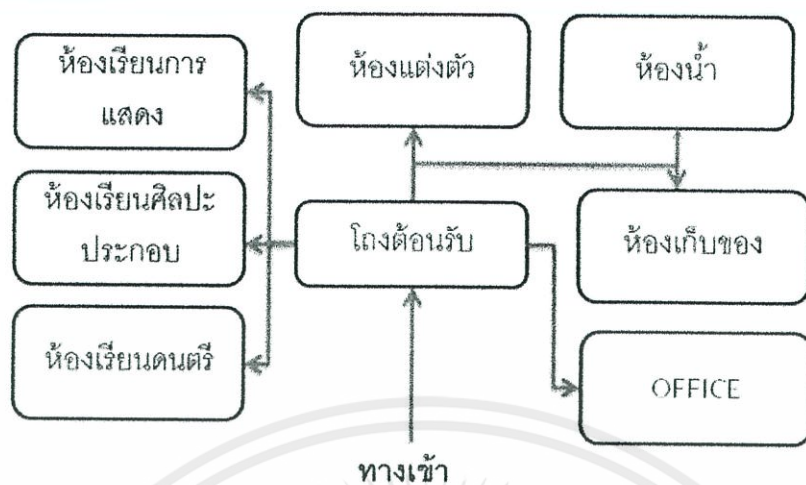 ห้องเรียนการ
แสดง
ห้องแต่งตัว
ห้องน้ำ
ห้องเรียนศิลปะ
ประกอบ
โถงต้อนรับ
ห้องเก็บของ
ห้องเรียนดนตรี
OFFICE
ทางเข้า